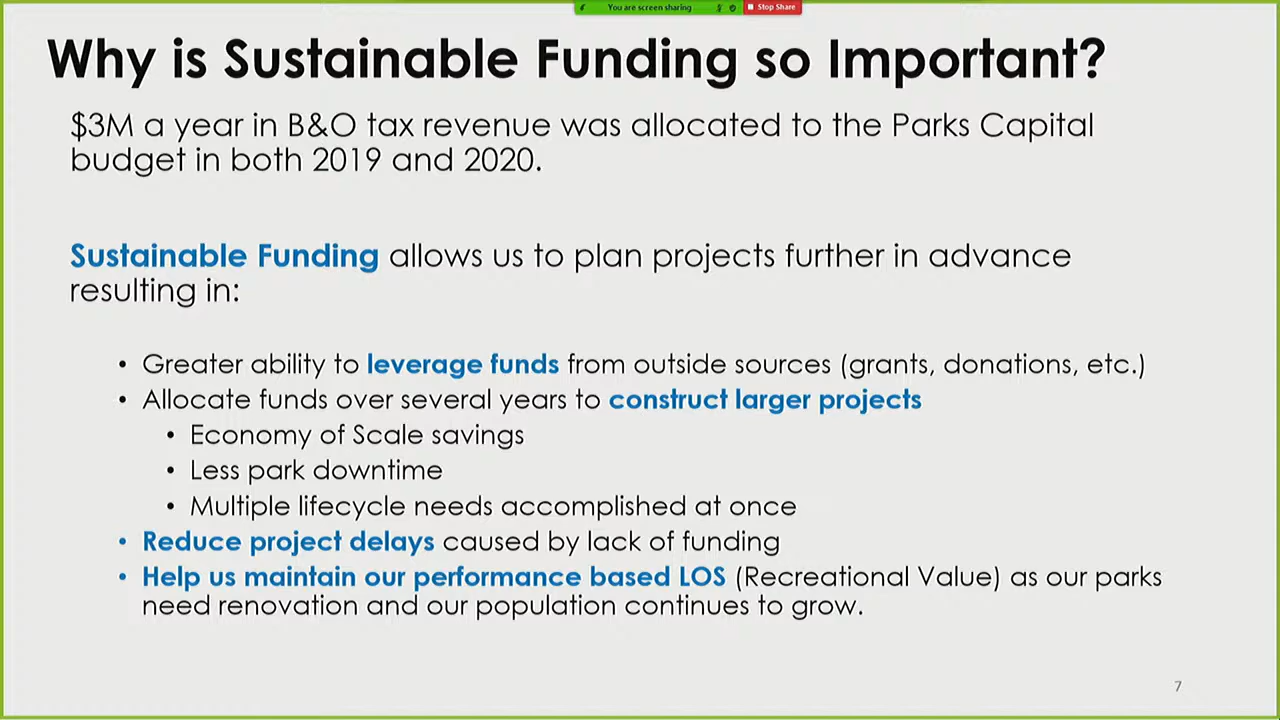 You are screen sharing
Stop Share
Why is Sustainable Funding so Important?
$3M a year in B&O tax revenue was allocated to the Parks Capital
budget in both 2019 and 2020.
Sustainable Funding allows us to plan projects further in advance
resulting in:
• Greater ability to leverage funds from outside sources (grants, donations, etc.)
• Allocate funds over several years to construct larger projects
• Economy of Scale savings
• Less park downtime
• Multiple lifecycle needs accomplished at once
• Reduce project delays caused by lack of funding
• Help us maintain our performance based LOS (Recreational Value) as our parks
need renovation and our population continues to grow.
7